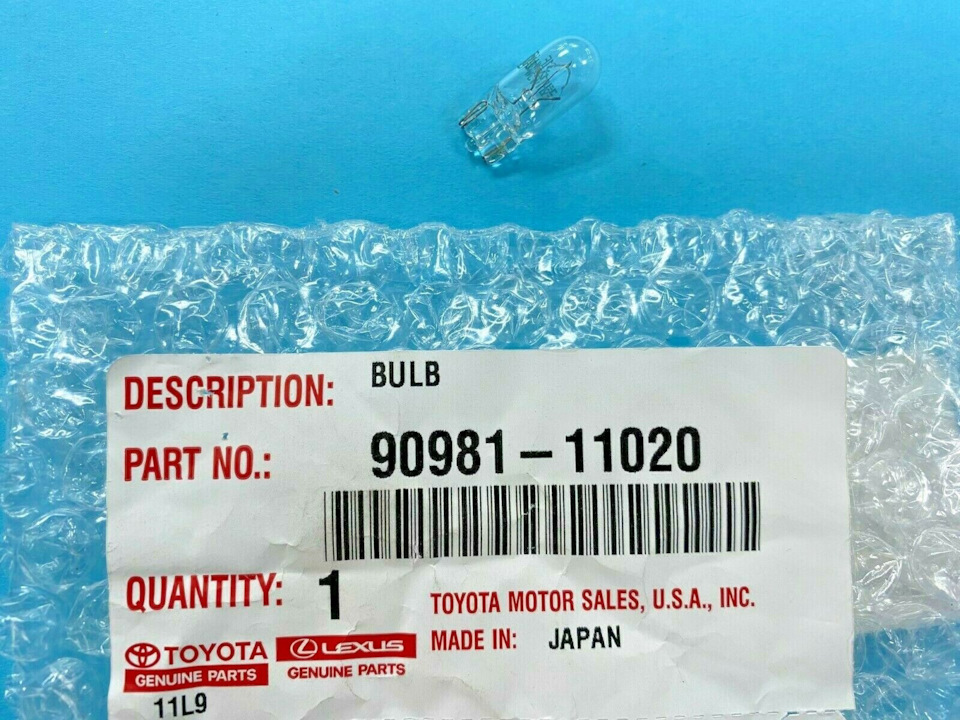 DESCRIPTION: BULB
PART NO.: 90981-11020
QUANTITY: 1
TOYOTA MOTOR SALES, U.S.A., INC.
MADE IN: JAPAN
TOYOTA
GENUINE PARTS
LEXUS
GENUINE PARTS
11L9